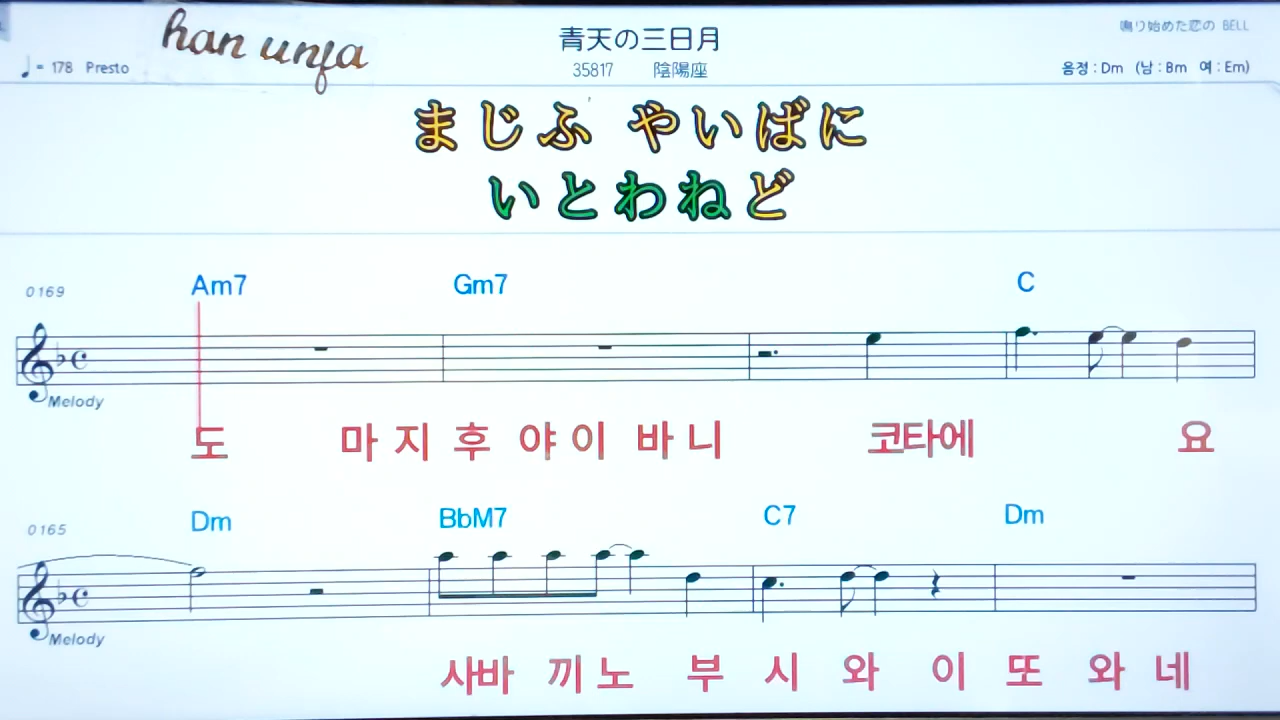 han unfa
青天の三日月
鳴り始めた恋の BELL
♩= 178 Presto
35817 陰陽座
음정 : Dm (남 : Bm 여 : Em)
まじふ やいばに
いとわねど
0169
Am7 Gm7 C
Melody
도 마 지 후 야 이 바 니 코타에 요
0165
Dm BbM7 C7 Dm
Melody
사바 끼 노 부 시 와 이 또 와 네